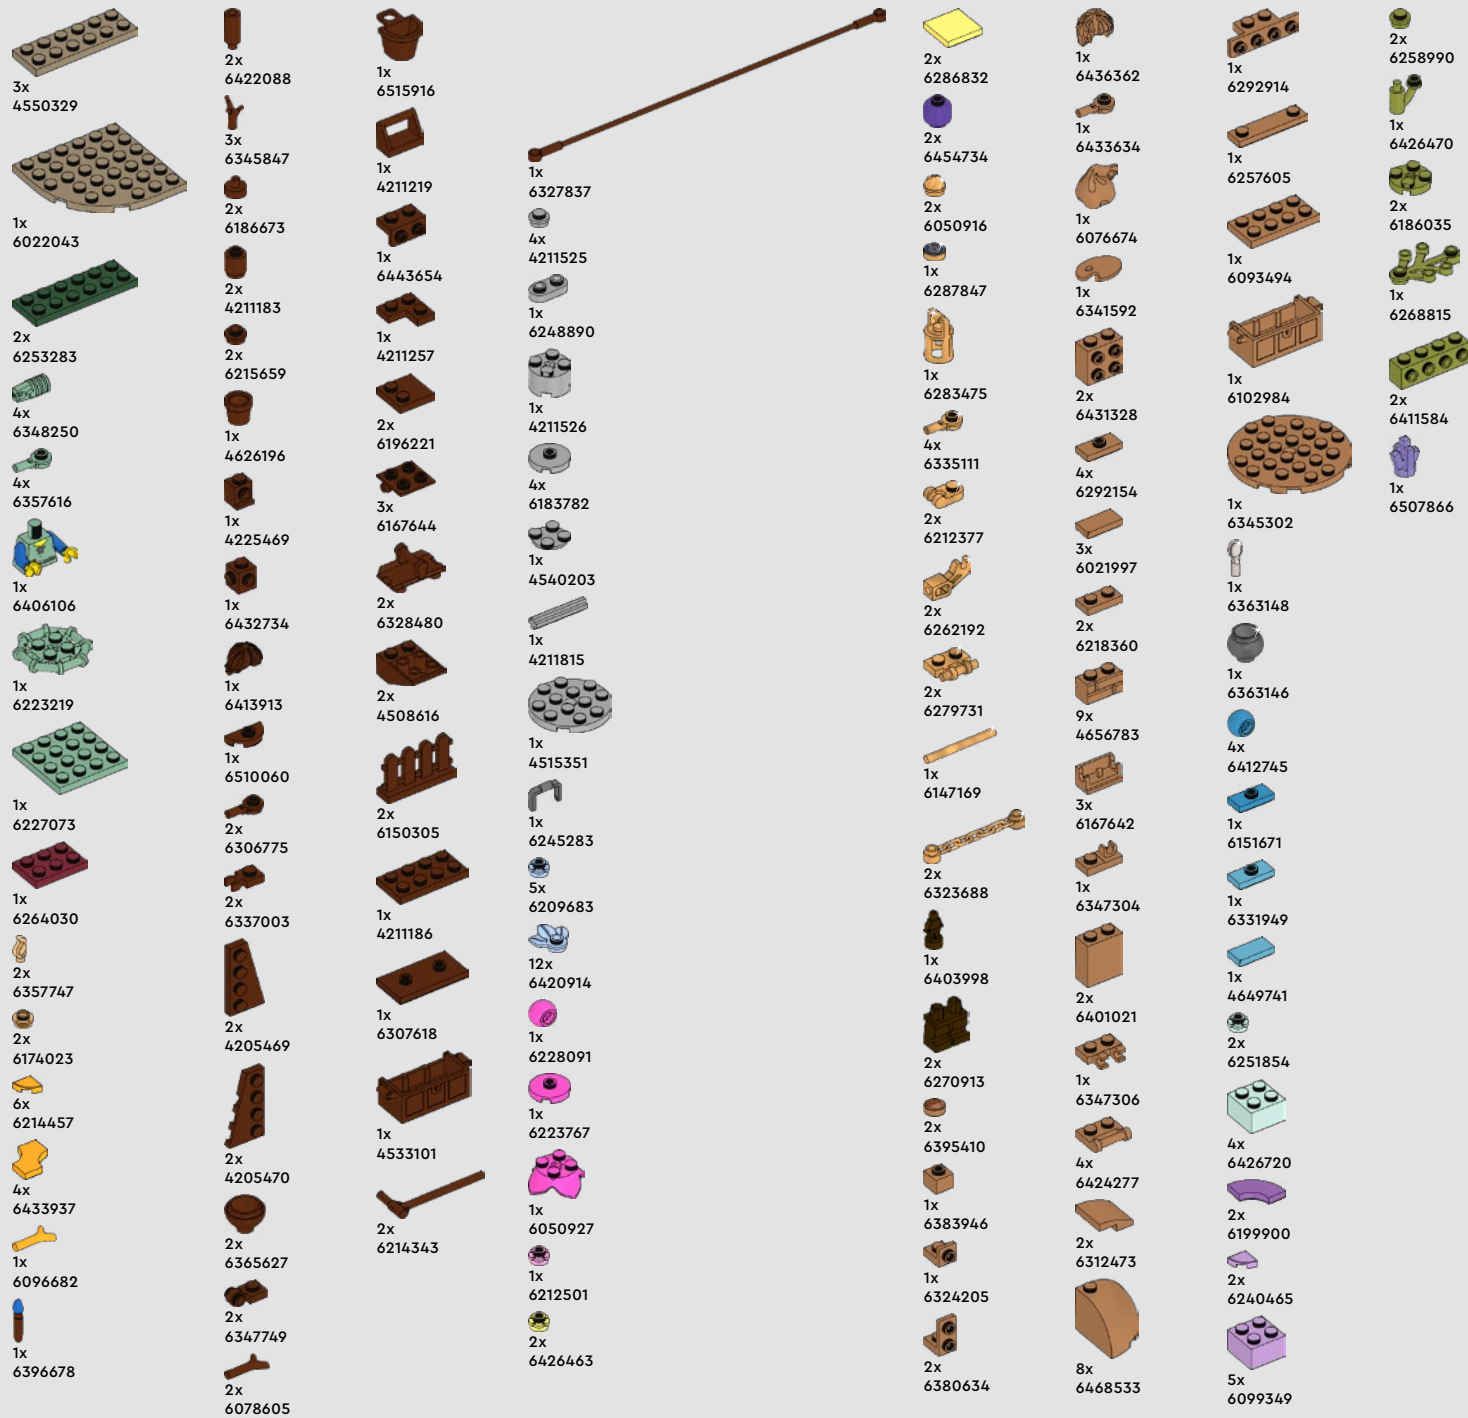 3x
4550329
1x
6022043
2x
6253283
4x
6348250
4x
6357616
1x
6406106
1x
6223219
1x
6227073
1x
6264030
2x
6357747
2x
6174023
6x
6214457
4x
6433937
1x
6096682
1x
6396678
2x
6422088
3x
6345847
2x
6186673
2x
4211183
2x
6215659
1x
4626196
1x
4225469
1x
6432734
1x
6413913
1x
6510060
2x
6306775
2x
6337003
2x
4205469
2x
4205470
2x
6365627
2x
6347749
2x
6078605
1x
6515916
1x
4211219
1x
6443654
1x
4211257
2x
6196221
3x
6167644
2x
6328480
2x
4508616
2x
6150305
1x
4211186
1x
6307618
1x
4533101
2x
6214343
1x
6327837
4x
4211525
1x
6248890
1x
4211526
4x
6183782
1x
4540203
1x
4211815
1x
4515351
1x
6245283
5x
6209683
12x
6420914
1x
6228091
1x
6223767
1x
6050927
1x
6212501
2x
6426463
2x
6286832
2x
6454734
2x
6050916
1x
6287847
1x
6283475
4x
6335111
2x
6212377
2x
6262192
2x
6279731
1x
6147169
2x
6323688
1x
6403998
2x
6270913
2x
6395410
1x
6383946
1x
6324205
2x
6380634
1x
6436362
1x
6433634
1x
6076674
1x
6341592
2x
6431328
4x
6292154
3x
6021997
2x
6218360
9x
4656783
3x
6167642
1x
6347304
2x
6401021
1x
6347306
4x
6424277
2x
6312473
8x
6468533
1x
6292914
1x
6257605
1x
6093494
1x
6102984
1x
6345302
1x
6363148
1x
6363146
4x
6412745
1x
6151671
1x
6331949
1x
4649741
2x
6251854
4x
6426720
2x
6199900
2x
6240465
5x
6099349
2x
6258990
1x
6426470
2x
6186035
1x
6268815
2x
6411584
1x
6507866